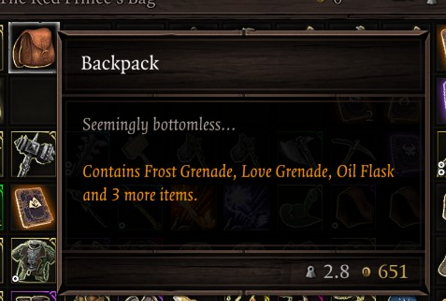 The Red Prince's Bag
Backpack
Seemingly bottomless...
Contains Frost Grenade, Love Grenade, Oil Flask
and 3 more items.
2.8 651